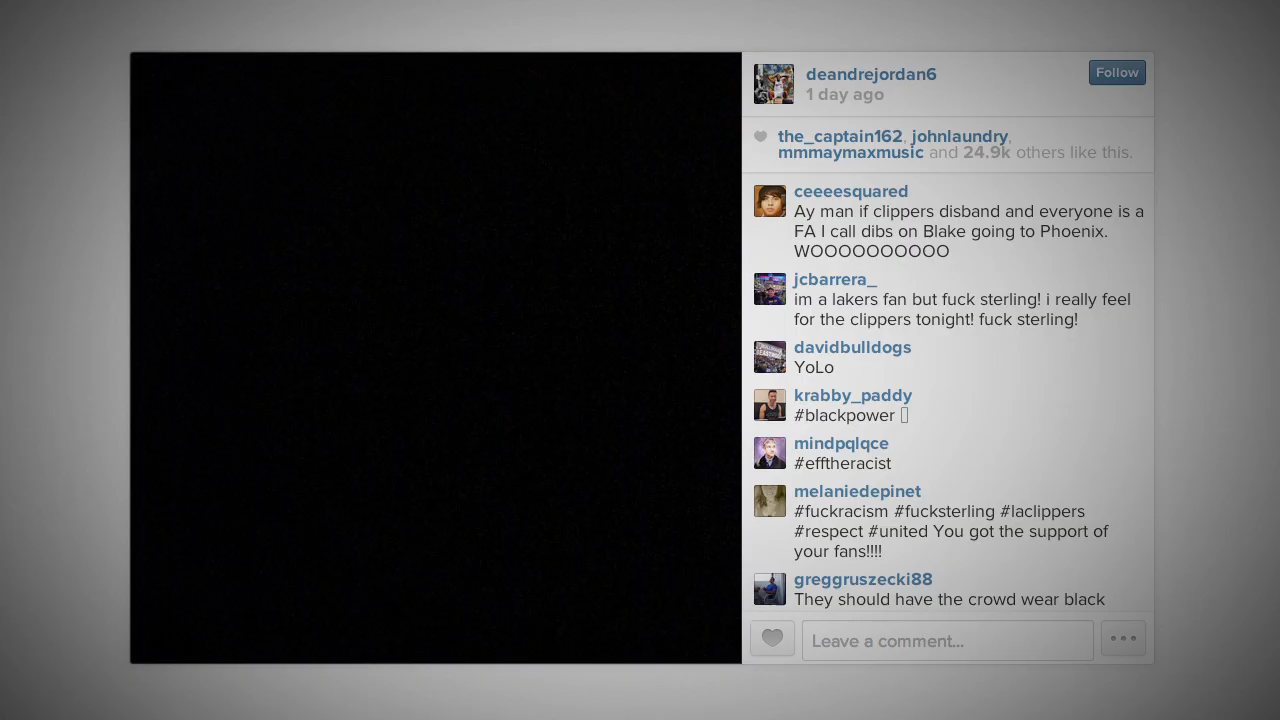 deandrejordan6
1 day ago
Follow
the_captain162, johnlaundry,
mmmaymaxmusic and 24.9k others like this.
ceeeesquared
Ay man if clippers disband and everyone is a
FA I call dibs on Blake going to Phoenix.
WOOOOOOOOOO
jcbarrera_
im a lakers fan but fuck sterling! i really feel
for the clippers tonight! fuck sterling!
davidbulldogs
YoLo
krabby_paddy
#blackpower
mindpqlqce
#efftheracist
melaniedepinet
#fuckracism #fucksterling #laclippers
#respect #united You got the support of
your fans!!!!
greggruszecki88
They should have the crowd wear black
Leave a comment...